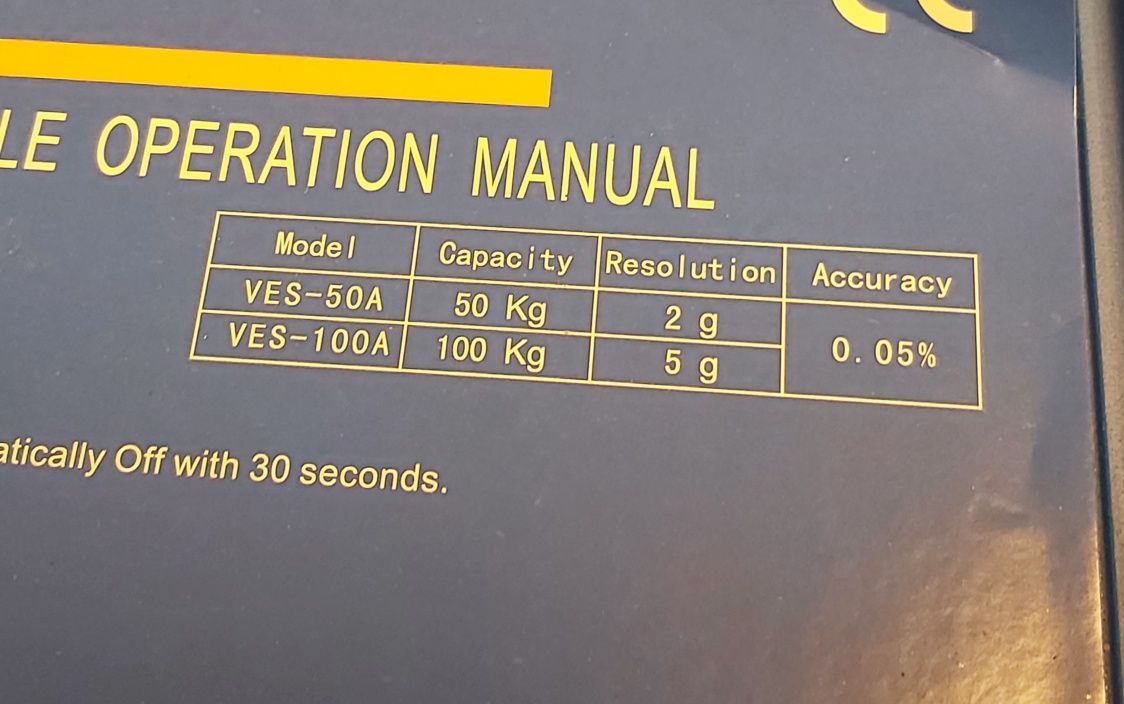 LE OPERATION MANUAL
Model Capacity Resolution Accuracy
VES-50A 50 Kg 2 g
VES-100A 100 Kg 5 g 0.05%
atically Off with 30 seconds.